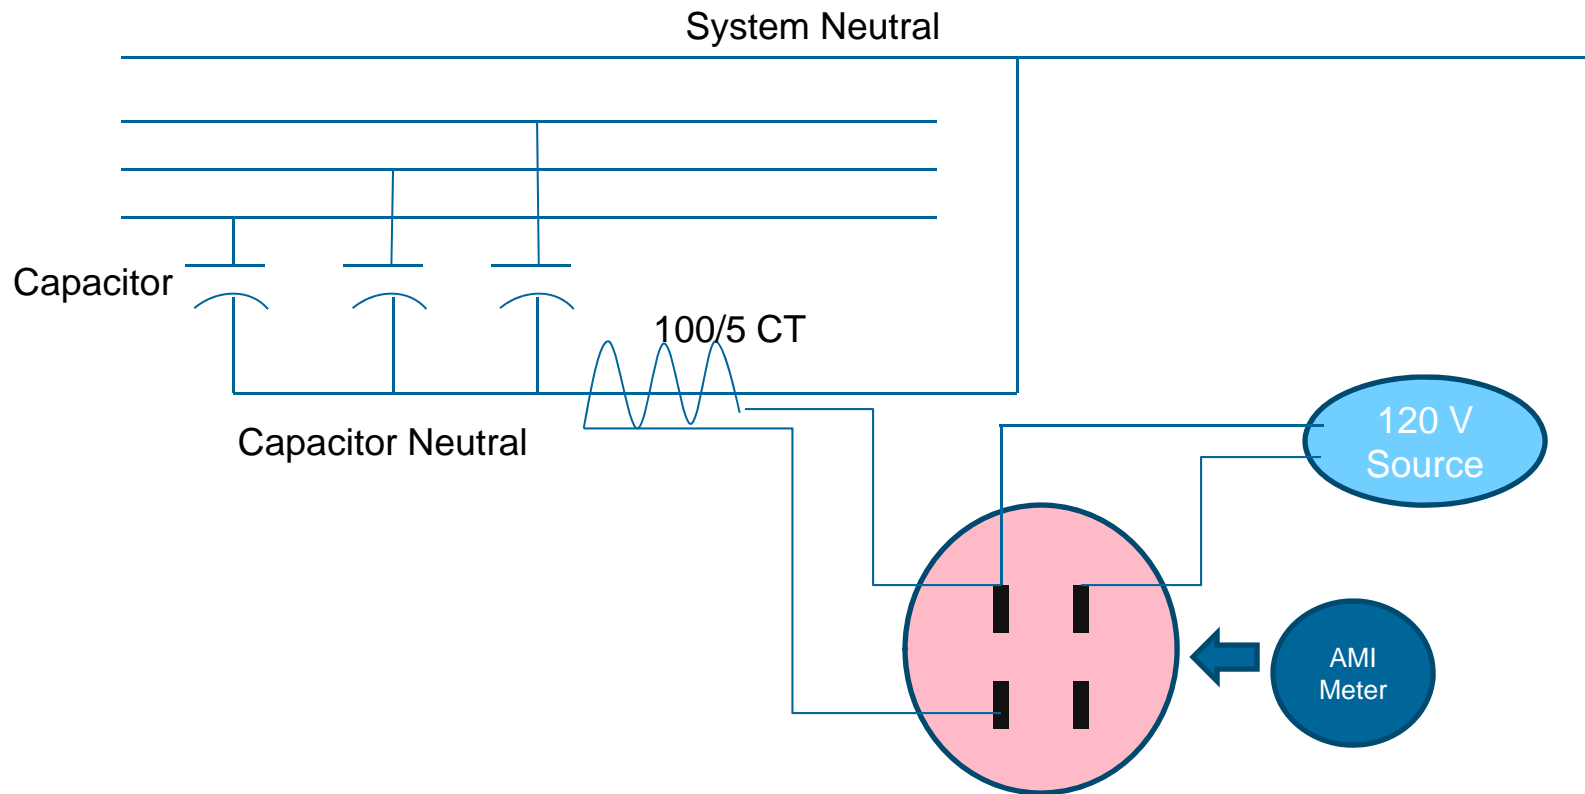 System Neutral
Capacitor
100/5 CT
Capacitor Neutral
120 V
Source
AMI
Meter